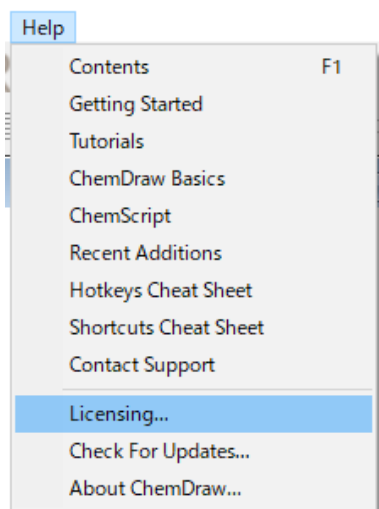 Help
Contents F1
Getting Started
Tutorials
ChemDraw Basics
ChemScript
Recent Additions
Hotkeys Cheat Sheet
Shortcuts Cheat Sheet
Contact Support
Licensing...
Check For Updates...
About ChemDraw...